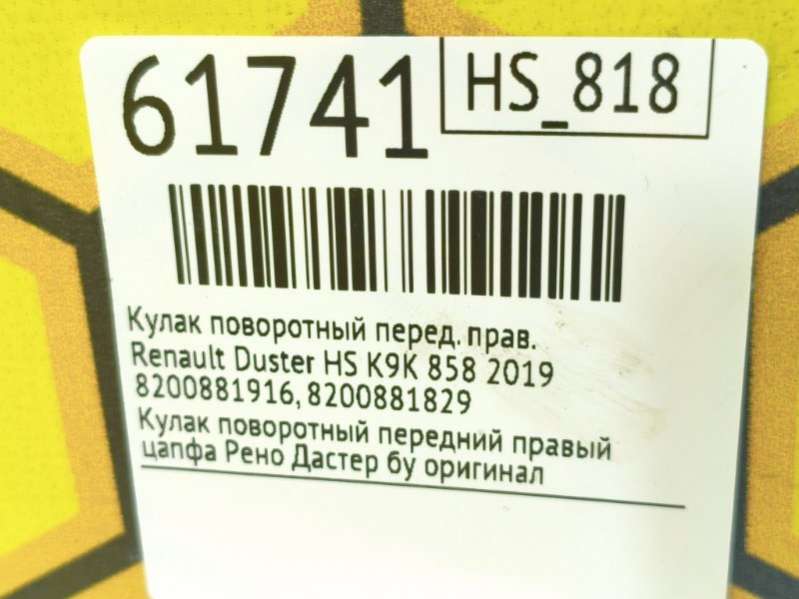 61741
HS_818
Кулак поворотный перед. прав.
Renault Duster HS K9K 858 2019
8200881916, 8200881829
Кулак поворотный передний правый
цапфа Рено Дастер бу оригинал